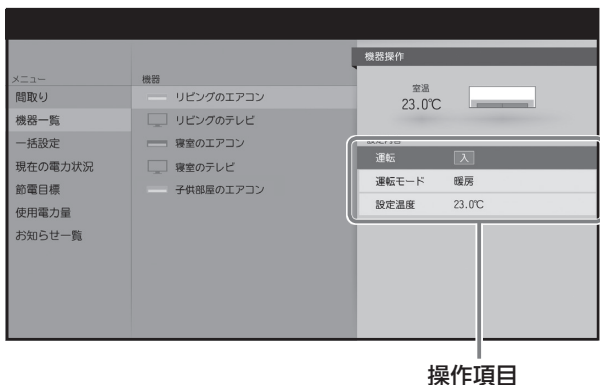 機器操作
メニュー
機器
間取り
機器一覧
一括設定
現在の電力状況
節電目標
使用電力量
お知らせ一覧
リビングのエアコン
リビングのテレビ
寝室のエアコン
寝室のテレビ
子供部屋のエアコン
室温
23.0℃
設定内容
運転 入
運転モード 暖房
設定温度 23.0℃
操作項目